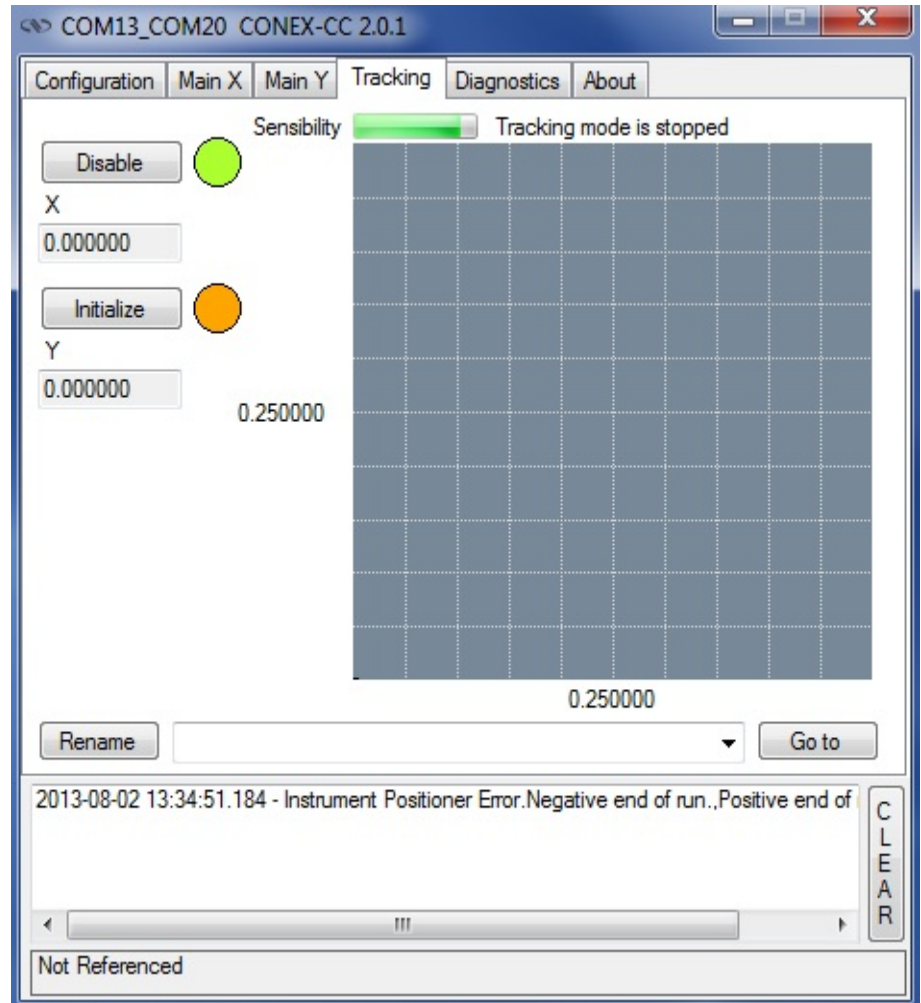 COM13_COM20 CONEX-CC 2.0.1
Configuration Main X Main Y Tracking Diagnostics About
Sensibility Tracking mode is stopped
Disable
X
0.000000
Initialize
Y
0.000000
0.250000
0.250000
Rename Go to
2013-08-02 13:34:51.184 - Instrument Positioner Error.Negative end of run.,Positive end of
CLEAR
Not Referenced